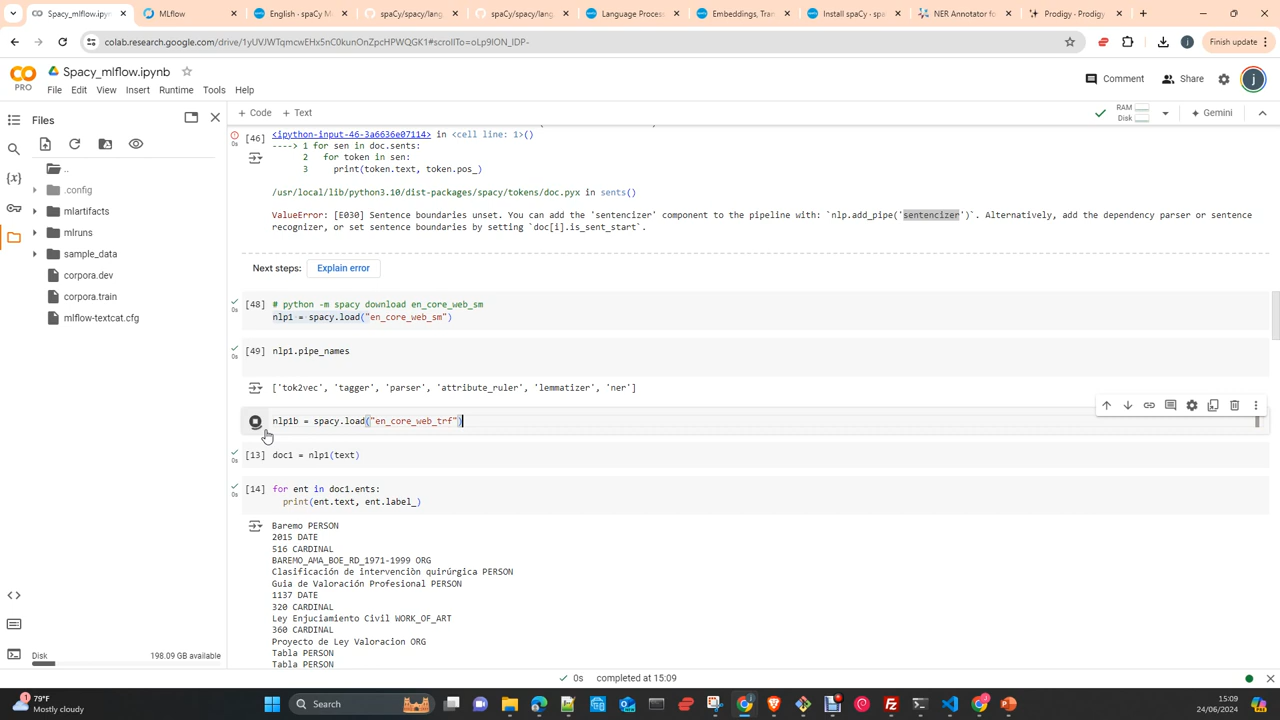 Spacy_mlflow.ipyn
MLflow
English - spaCy M
spaCy/spacy/lang
spaCy/spacy/lang
Language Process
Embeddings, Tran
Install spaCy · spa
NER Annotator fo
Prodigy · Prodigy
colab.research.google.com/drive/1yUVJWTqmcwEHx5nC0kunOnZpcHPWQGK1#scrollTo=oLp9ION_lDP-
j
Finish update
CO
PRO
Spacy_mlflow.ipynb
File Edit View Insert Runtime Tools Help
Comment
Share
j
Files
+ Code + Text
RAM
Disk
Gemini
..
.config
mlartifacts
mlruns
sample_data
corpora.dev
corpora.train
mlflow-textcat.cfg
Disk
198.09 GB available
[46]
0s
<ipython-input-46-3a6636e07114> in <cell line: 1>()
----> 1 for sen in doc.sents:
2 for token in sen:
3 print(token.text, token.pos_)
/usr/local/lib/python3.10/dist-packages/spacy/tokens/doc.pyx in sents()
ValueError: [E030] Sentence boundaries unset. You can add the 'sentencizer' component to the pipeline with: `nlp.add_pipe('sentencizer')`. Alternatively, add the dependency parser or sentence
recognizer, or set sentence boundaries by setting `doc[i].is_sent_start`.
Next steps: Explain error
[48] # python -m spacy download en_core_web_sm
0s nlp1 = spacy.load("en_core_web_sm")
[49] nlp1.pipe_names
0s
['tok2vec', 'tagger', 'parser', 'attribute_ruler', 'lemmatizer', 'ner']
nlp1b = spacy.load("en_core_web_trf")
[13] doc1 = nlp1(text)
0s
[14] for ent in doc1.ents:
0s print(ent.text, ent.label_)
Baremo PERSON
2015 DATE
516 CARDINAL
BAREMO_AMA_BOE_RD_1971-1999 ORG
Clasificación de intervenciòn quirúrgica PERSON
Guia de Valoración Profesional PERSON
1137 DATE
320 CARDINAL
Ley Enjuciamiento Civil WORK_OF_ART
360 CARDINAL
Proyecto de Ley Valoracion ORG
Tabla PERSON
Tabla PERSON
0s completed at 15:09
79°F
Mostly cloudy
Search
15:09
24/06/2024